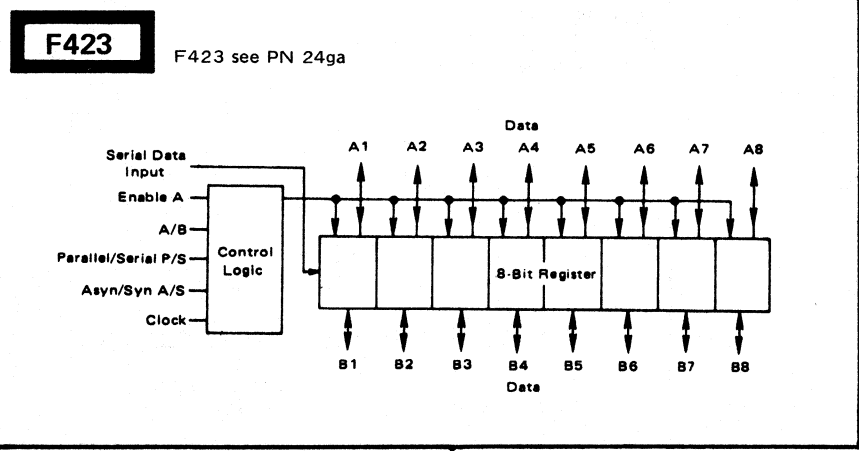 F423
F423 see PN 24ga
Data
A1 A2 A3 A4 A5 A6 A7 A8
Serial Data
Input
Enable A
A/B
Parallel/Serial P/S
Asyn/Syn A/S
Clock
Control
Logic
8-Bit Register
B1 B2 B3 B4 B5 B6 B7 B8
Data